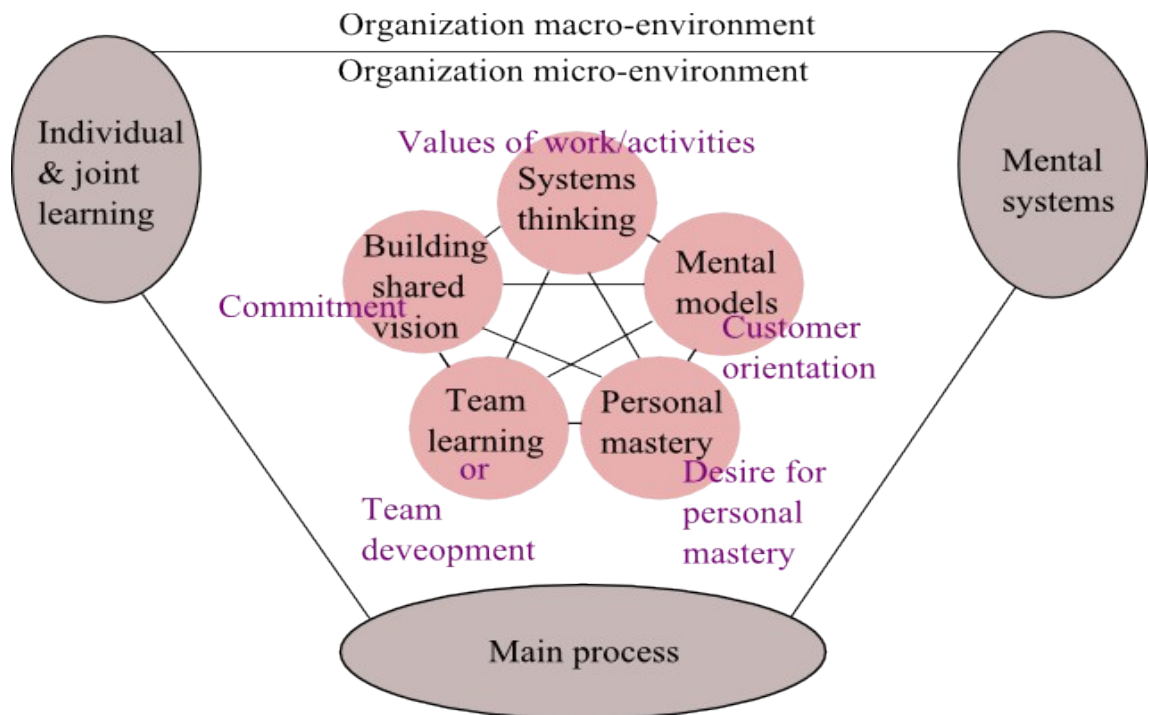 Organization macro-environment
Organization micro-environment
Individual
& joint
learning
Mental
systems
Values of work/activities
Systems
thinking
Building
shared
vision
Commitment
Mental
models
Customer
orientation
Team
learning
or
Team
deveopment
Personal
mastery
Desire for
personal
mastery
Main process